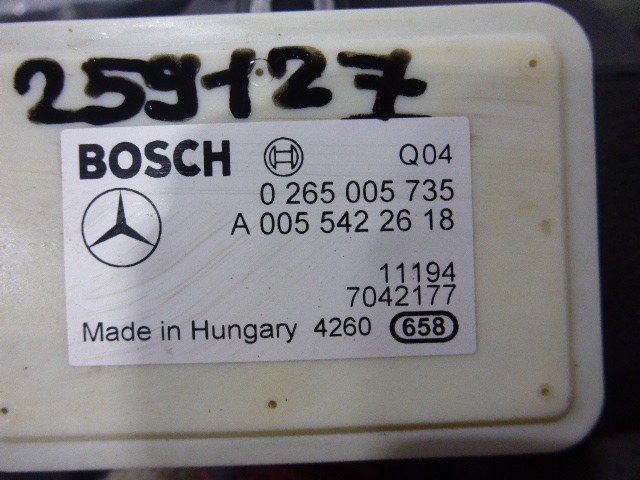 259127
BOSCH Q04
0 265 005 735
A 005 542 26 18
11194
7042177
Made in Hungary 4260 658